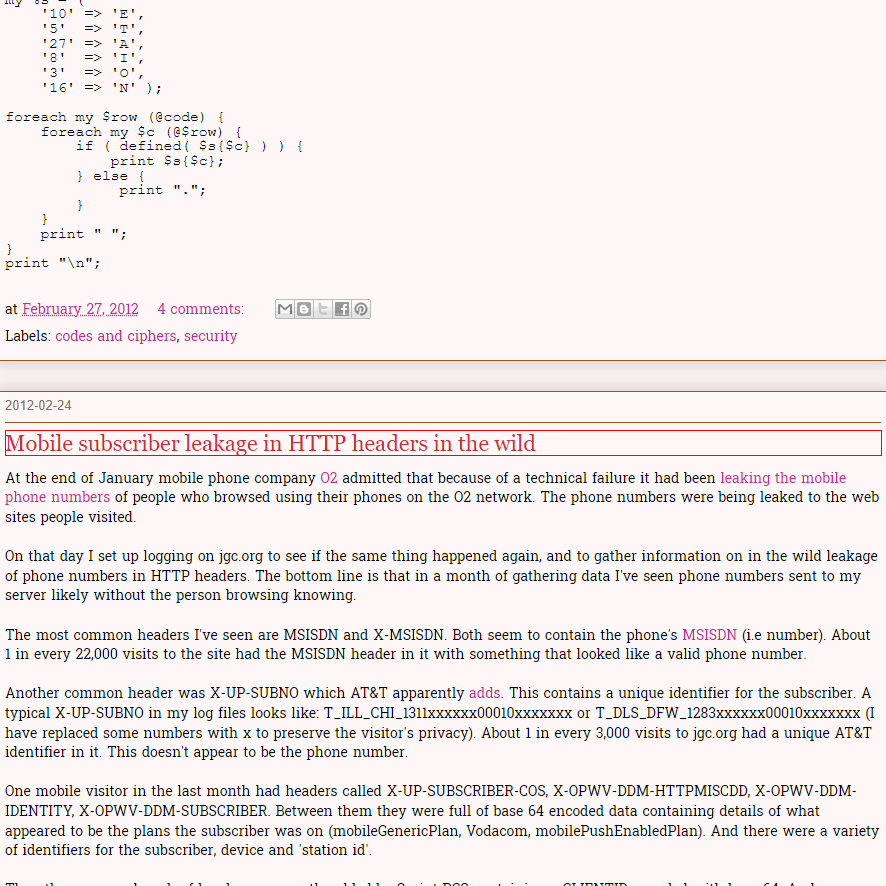 my %s = (
'10' => 'E',
'5' => 'T',
'27' => 'A',
'8' => 'I',
'3' => 'O',
'16' => 'N' );
foreach my $row (@code) {
foreach my $c (@$row) {
if ( defined( $s{$c} ) ) {
print $s{$c};
} else {
print ".";
}
}
print " ";
}
print "\n";
at February 27, 2012 4 comments:
Labels: codes and ciphers, security
2012-02-24
Mobile subscriber leakage in HTTP headers in the wild
At the end of January mobile phone company O2 admitted that because of a technical failure it had been leaking the mobile
phone numbers of people who browsed using their phones on the O2 network. The phone numbers were being leaked to the web
sites people visited.
On that day I set up logging on jgc.org to see if the same thing happened again, and to gather information on in the wild leakage
of phone numbers in HTTP headers. The bottom line is that in a month of gathering data I've seen phone numbers sent to my
server likely without the person browsing knowing.
The most common headers I've seen are MSISDN and X-MSISDN. Both seem to contain the phone's MSISDN (i.e number). About
1 in every 22,000 visits to the site had the MSISDN header in it with something that looked like a valid phone number.
Another common header was X-UP-SUBNO which AT&T apparently adds. This contains a unique identifier for the subscriber. A
typical X-UP-SUBNO in my log files looks like: T_ILL_CHI_1311xxxxxx00010xxxxxxx or T_DLS_DFW_1283xxxxxx00010xxxxxxx (I
have replaced some numbers with x to preserve the visitor's privacy). About 1 in every 3,000 visits to jgc.org had a unique AT&T
identifier in it. This doesn't appear to be the phone number.
One mobile visitor in the last month had headers called X-UP-SUBSCRIBER-COS, X-OPWV-DDM-HTTPMISCDD, X-OPWV-DDM-
IDENTITY, X-OPWV-DDM-SUBSCRIBER. Between them they were full of base 64 encoded data containing details of what
appeared to be the plans the subscriber was on (mobileGenericPlan, Vodacom, mobilePushEnabledPlan). And there were a variety
of identifiers for the subscriber, device and 'station id'.